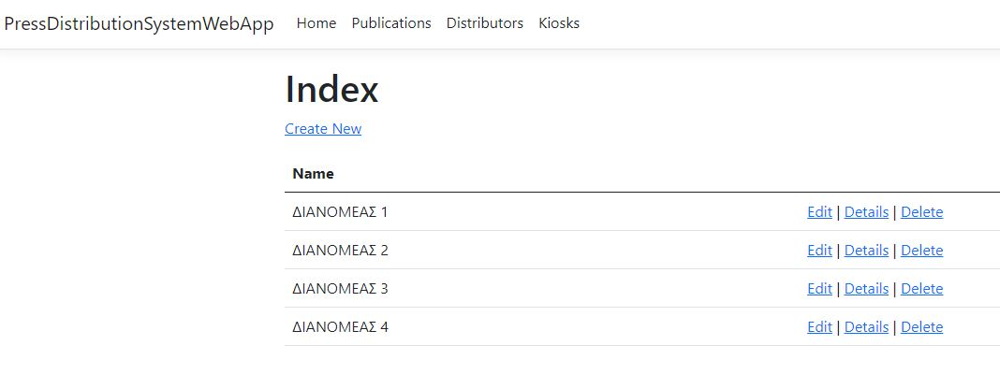 PressDistributionSystemWebApp Home Publications Distributors Kiosks
Index
Create New
Name
ΔΙΑΝΟΜΕΑΣ 1 Edit | Details | Delete
ΔΙΑΝΟΜΕΑΣ 2 Edit | Details | Delete
ΔΙΑΝΟΜΕΑΣ 3 Edit | Details | Delete
ΔΙΑΝΟΜΕΑΣ 4 Edit | Details | Delete